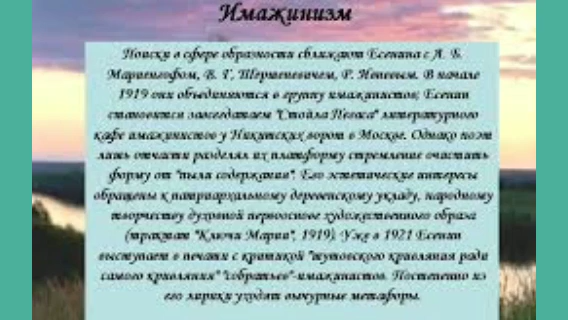 Имажинизм
Поиски в сфере образности сближают Есенина с А. Б.
Мариенгофом, В. Г. Шершеневичем, Р. Ивневым. В начале
1919 они объединяются в группу имажинистов; Есенин
становится завсегдатаем "Стойла Пегаса" литературного
кафе имажинистов у Никитских ворот в Москве. Однако поэт
лишь отчасти разделял их платформу стремление очистить
форму от "пыли содержания". Его эстетические интересы
обращены к патриархальному деревенскому укладу, народному
творчеству духовной первооснове художественного образа
(трактат "Ключи Марии", 1919). Уже в 1921 Есенин
выступает в печати с критикой "шутовского кривляния ради
самого кривляния" "собратьев"-имажинистов. Постепенно из
его лирики уходят вычурные метафоры.